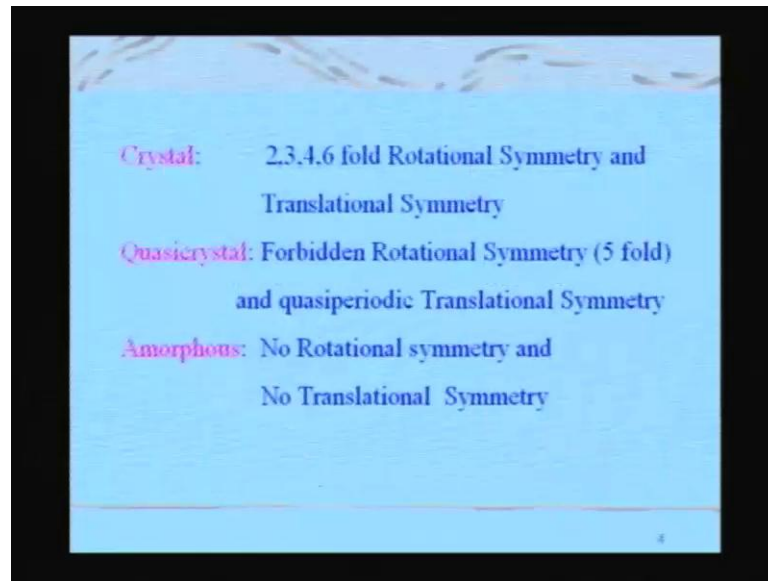 Crystal: 2,3,4,6 fold Rotational Symmetry and
Translational Symmetry
Quasicrystal: Forbidden Rotational Symmetry (5 fold)
and quasiperiodic Translational Symmetry
Amorphous: No Rotational symmetry and
No Translational Symmetry
4